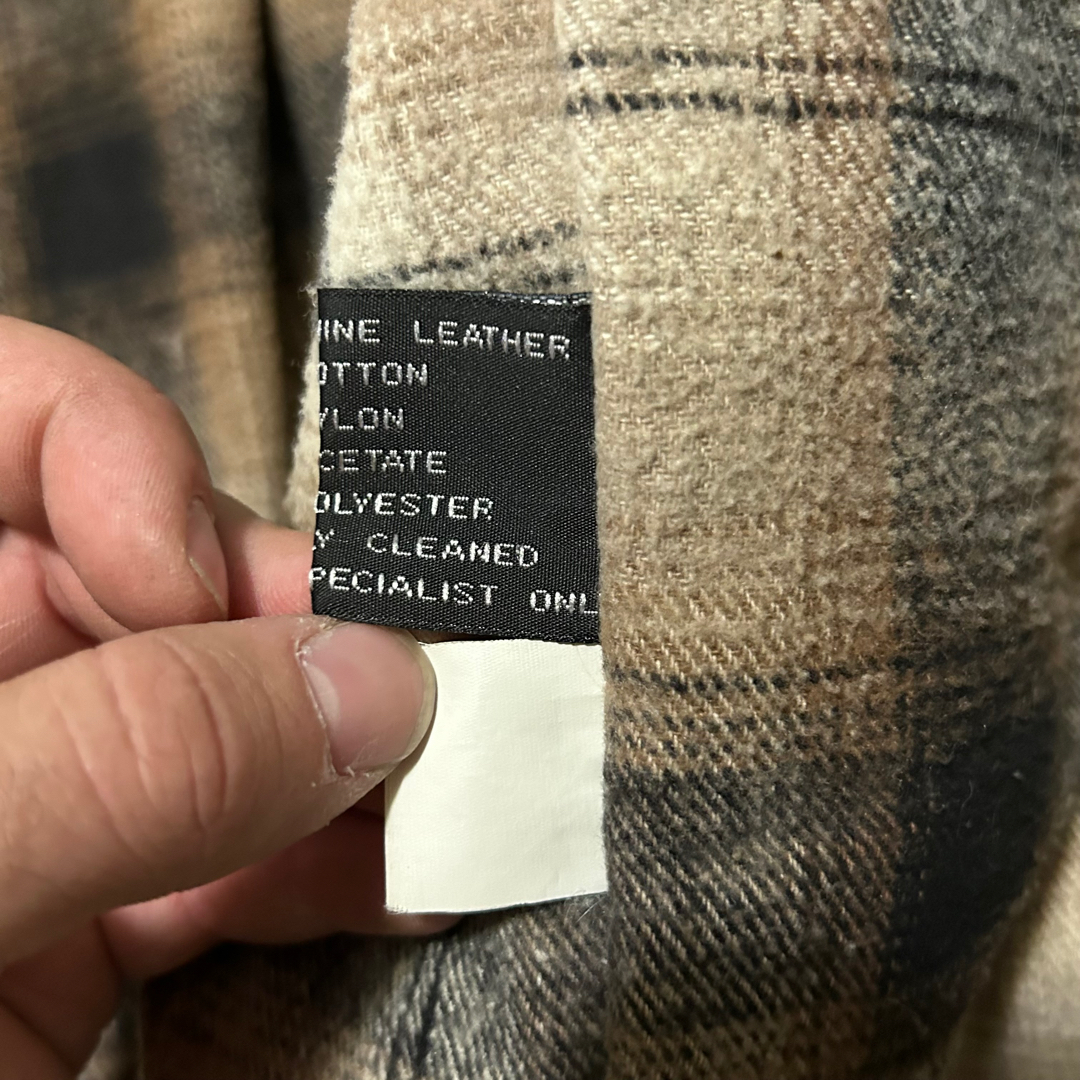 INE LEATHER
OTTON
YLON
CETATE
OLYESTER
Y CLEANED
PECIALIST ONL